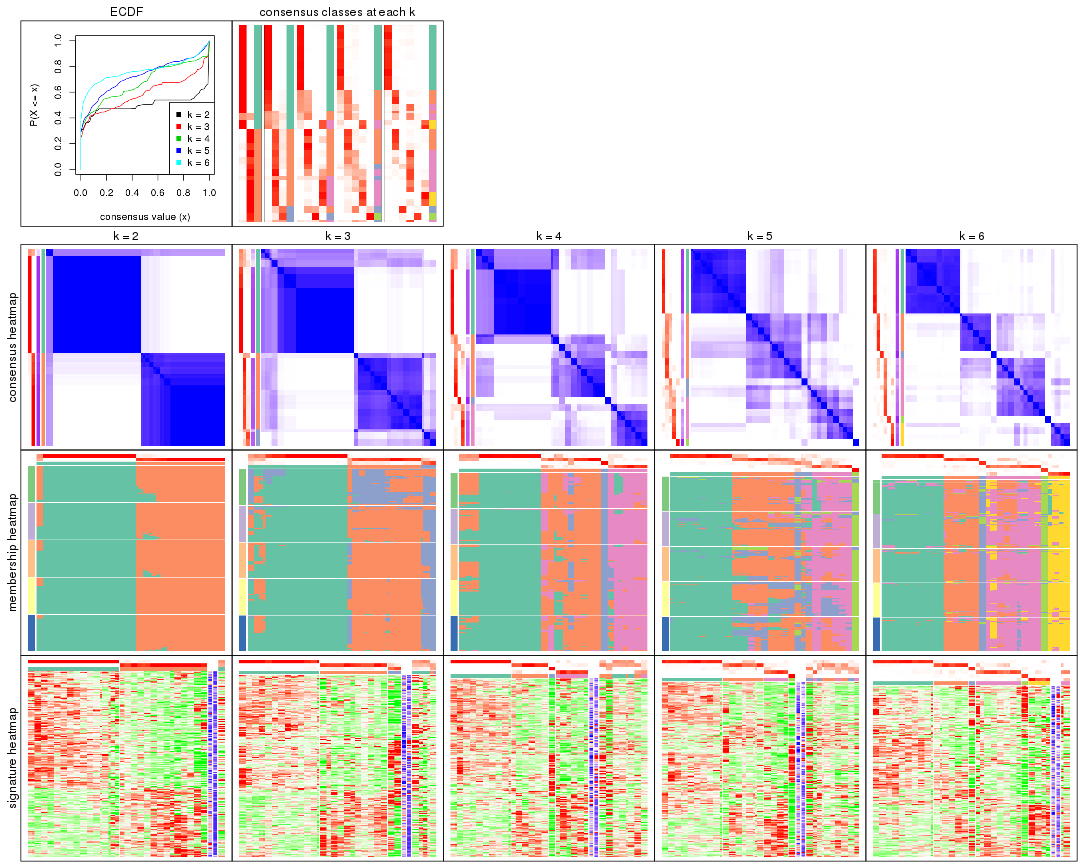 ECDF
consensus classes at each k
P(X <= x)
0.0 0.2 0.4 0.6 0.8 1.0
k = 2
k = 3
k = 4
k = 5
k = 6
0.0 0.2 0.4 0.6 0.8 1.0
consensus value (x)
k = 2
k = 3
k = 4
k = 5
k = 6
consensus heatmap
membership heatmap
signature heatmap